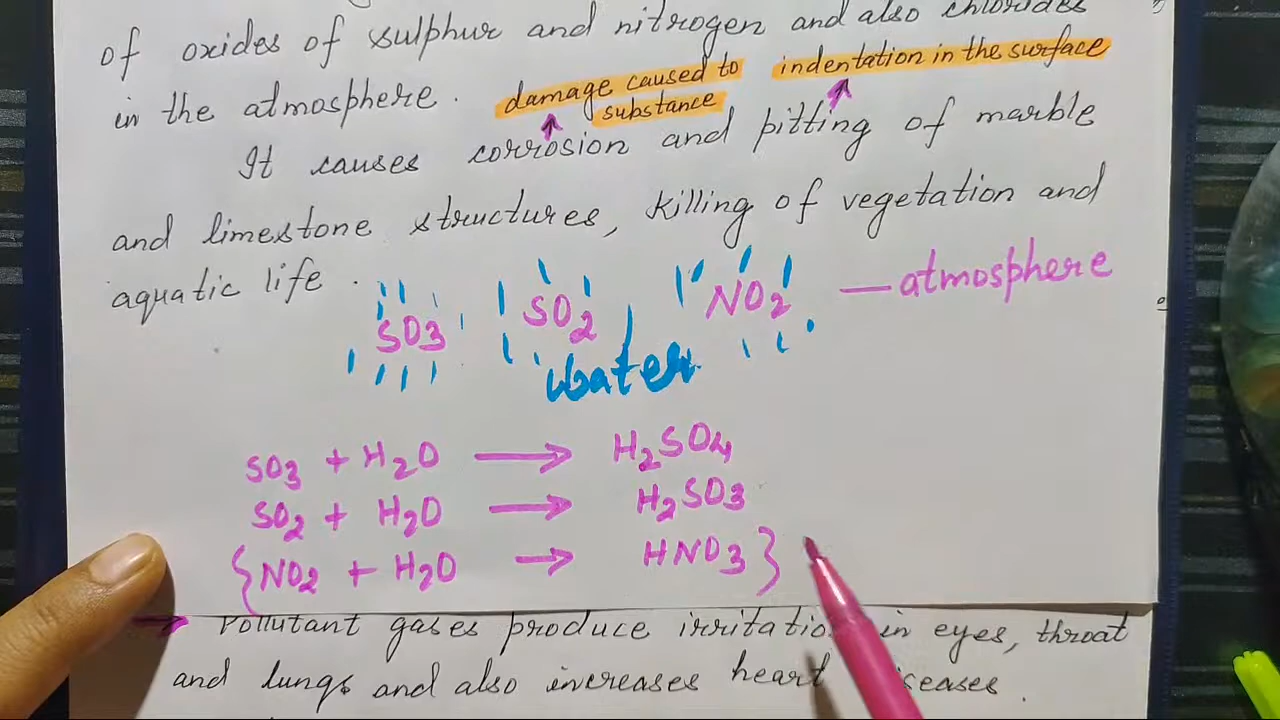 of oxides of sulphur and nitrogen and also chlorides
in the atmosphere.
damage caused to
substance
indentation in the surface
It causes corrosion and pitting of marble
and limestone structures, killing of vegetation and
aquatic life.
SO3 SO2 NO2 — atmosphere
water
SO3 + H2O → H2SO4
SO2 + H2O → H2SO3
{NO2 + H2O → HNO3}
→ Pollutant gases produce irritation in eyes, throat
and lungs and also increases heart diseases.